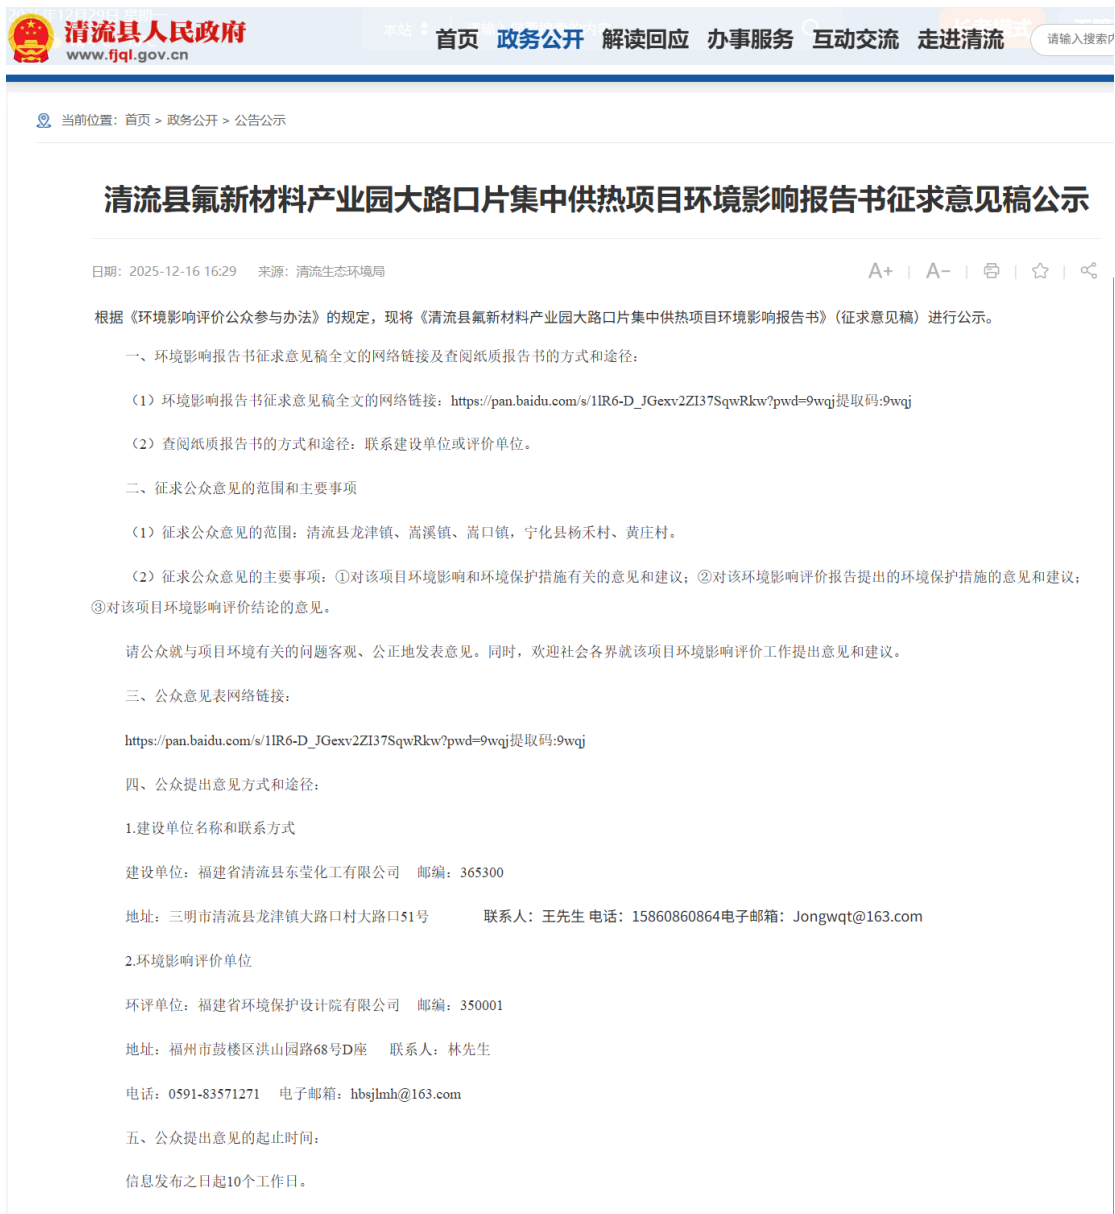 清流县人民政府
www.fjql.gov.cn
首页 政务公开 解读回应 办事服务 互动交流 走进清流
请输入搜索内
当前位置：首页 > 政务公开 > 公告公示
清流县氟新材料产业园大路口片集中供热项目环境影响报告书征求意见稿公示
日期：2025-12-16 16:29 来源：清流生态环境局
A+ | A-
根据《环境影响评价公众参与办法》的规定，现将《清流县氟新材料产业园大路口片集中供热项目环境影响报告书》（征求意见稿）进行公示。
一、环境影响报告书征求意见稿全文的网络链接及查阅纸质报告书的方式和途径：
（1）环境影响报告书征求意见稿全文的网络链接：https://pan.baidu.com/s/1lR6-D_JGexv2ZI37SqwRkw?pwd=9wqj提取码:9wqj
（2）查阅纸质报告书的方式和途径：联系建设单位或评价单位。
二、征求公众意见的范围和主要事项
（1）征求公众意见的范围：清流县龙津镇、嵩溪镇、嵩口镇，宁化县杨禾村、黄庄村。
（2）征求公众意见的主要事项：①对该项目环境影响和环境保护措施有关的意见和建议；②对该环境影响评价报告提出的环境保护措施的意见和建议；
③对该项目环境影响评价结论的意见。
请公众就与项目环境有关的问题客观、公正地发表意见。同时，欢迎社会各界就该项目环境影响评价工作提出意见和建议。
三、公众意见表网络链接：
https://pan.baidu.com/s/1lR6-D_JGexv2ZI37SqwRkw?pwd=9wqj提取码:9wqj
四、公众提出意见方式和途径：
1.建设单位名称和联系方式
建设单位：福建省清流县东莹化工有限公司 邮编：365300
地址：三明市清流县龙津镇大路口村大路口51号 联系人：王先生 电话：15860860864电子邮箱：Jongwqt@163.com
2.环境影响评价单位
环评单位：福建省环境保护设计院有限公司 邮编：350001
地址：福州市鼓楼区洪山园路68号D座 联系人：林先生
电话：0591-83571271 电子邮箱：hbsjlmh@163.com
五、公众提出意见的起止时间：
信息发布之日起10个工作日。